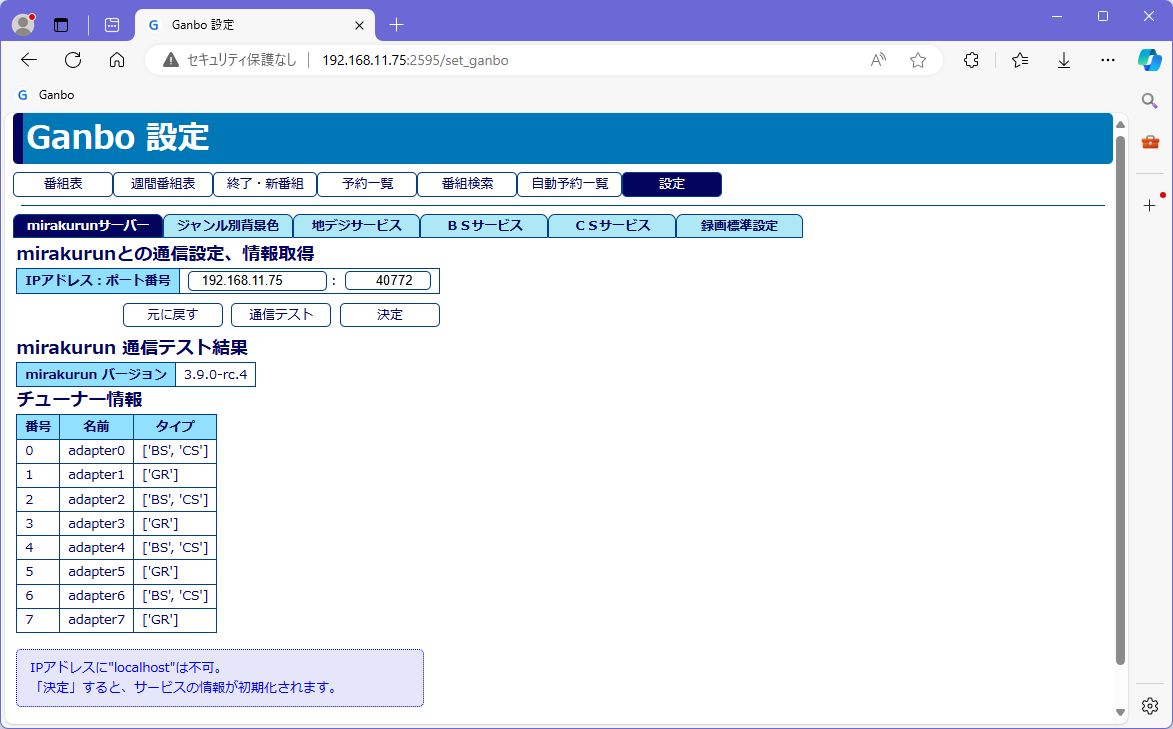 Ganbo 設定
セキュリティ保護なし 192.168.11.75:2595/set_ganbo
Ganbo
Ganbo 設定
番組表 週間番組表 終了・新番組 予約一覧 番組検索 自動予約一覧 設定
mirakurunサーバー ジャンル別背景色 地デジサービス ＢＳサービス ＣＳサービス 録画標準設定
mirakurunとの通信設定、情報取得
IPアドレス：ポート番号 192.168.11.75 : 40772
元に戻す 通信テスト 決定
mirakurun 通信テスト結果
mirakurun バージョン 3.9.0-rc.4
チューナー情報
番号 名前 タイプ
0 adapter0 ['BS', 'CS']
1 adapter1 ['GR']
2 adapter2 ['BS', 'CS']
3 adapter3 ['GR']
4 adapter4 ['BS', 'CS']
5 adapter5 ['GR']
6 adapter6 ['BS', 'CS']
7 adapter7 ['GR']
IPアドレスに"localhost"は不可。
「決定」すると、サービスの情報が初期化されます。